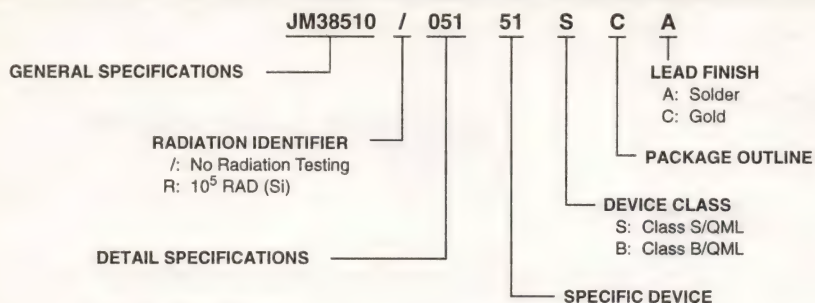 JM38510 / 051 51 S C A
GENERAL SPECIFICATIONS
LEAD FINISH
A: Solder
C: Gold
RADIATION IDENTIFIER
/: No Radiation Testing
R: 10⁵ RAD (Si)
PACKAGE OUTLINE
DEVICE CLASS
S: Class S/QML
B: Class B/QML
DETAIL SPECIFICATIONS
SPECIFIC DEVICE